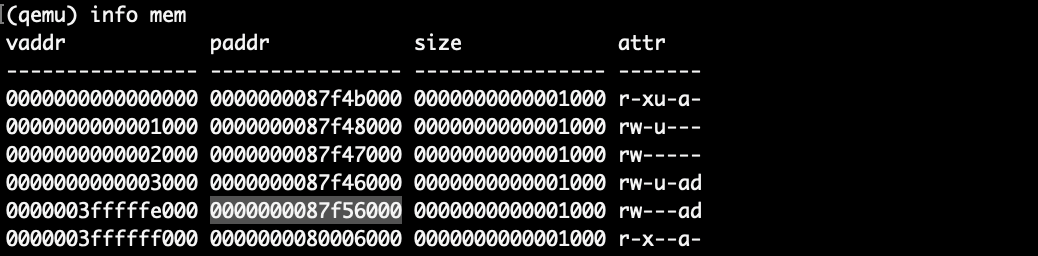 (qemu) info mem
vaddr paddr size attr
---------------- ---------------- ---------------- -------
0000000000000000 0000000087f4b000 0000000000001000 r-xu-a-
0000000000001000 0000000087f48000 0000000000001000 rw-u---
0000000000002000 0000000087f47000 0000000000001000 rw-----
0000000000003000 0000000087f46000 0000000000001000 rw-u-ad
0000003fffffe000 0000000087f56000 0000000000001000 rw---ad
0000003ffffff000 0000000080006000 0000000000001000 r-x--a-